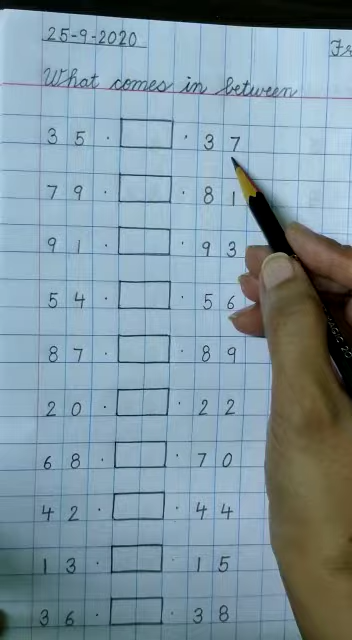 25-9-2020
What comes in between
35 . . 37
79 . . 81
91 . . 93
54 . . 56
87 . . 89
20 . . 22
68 . . 70
42 . . 44
13 . . 15
36 . . 38